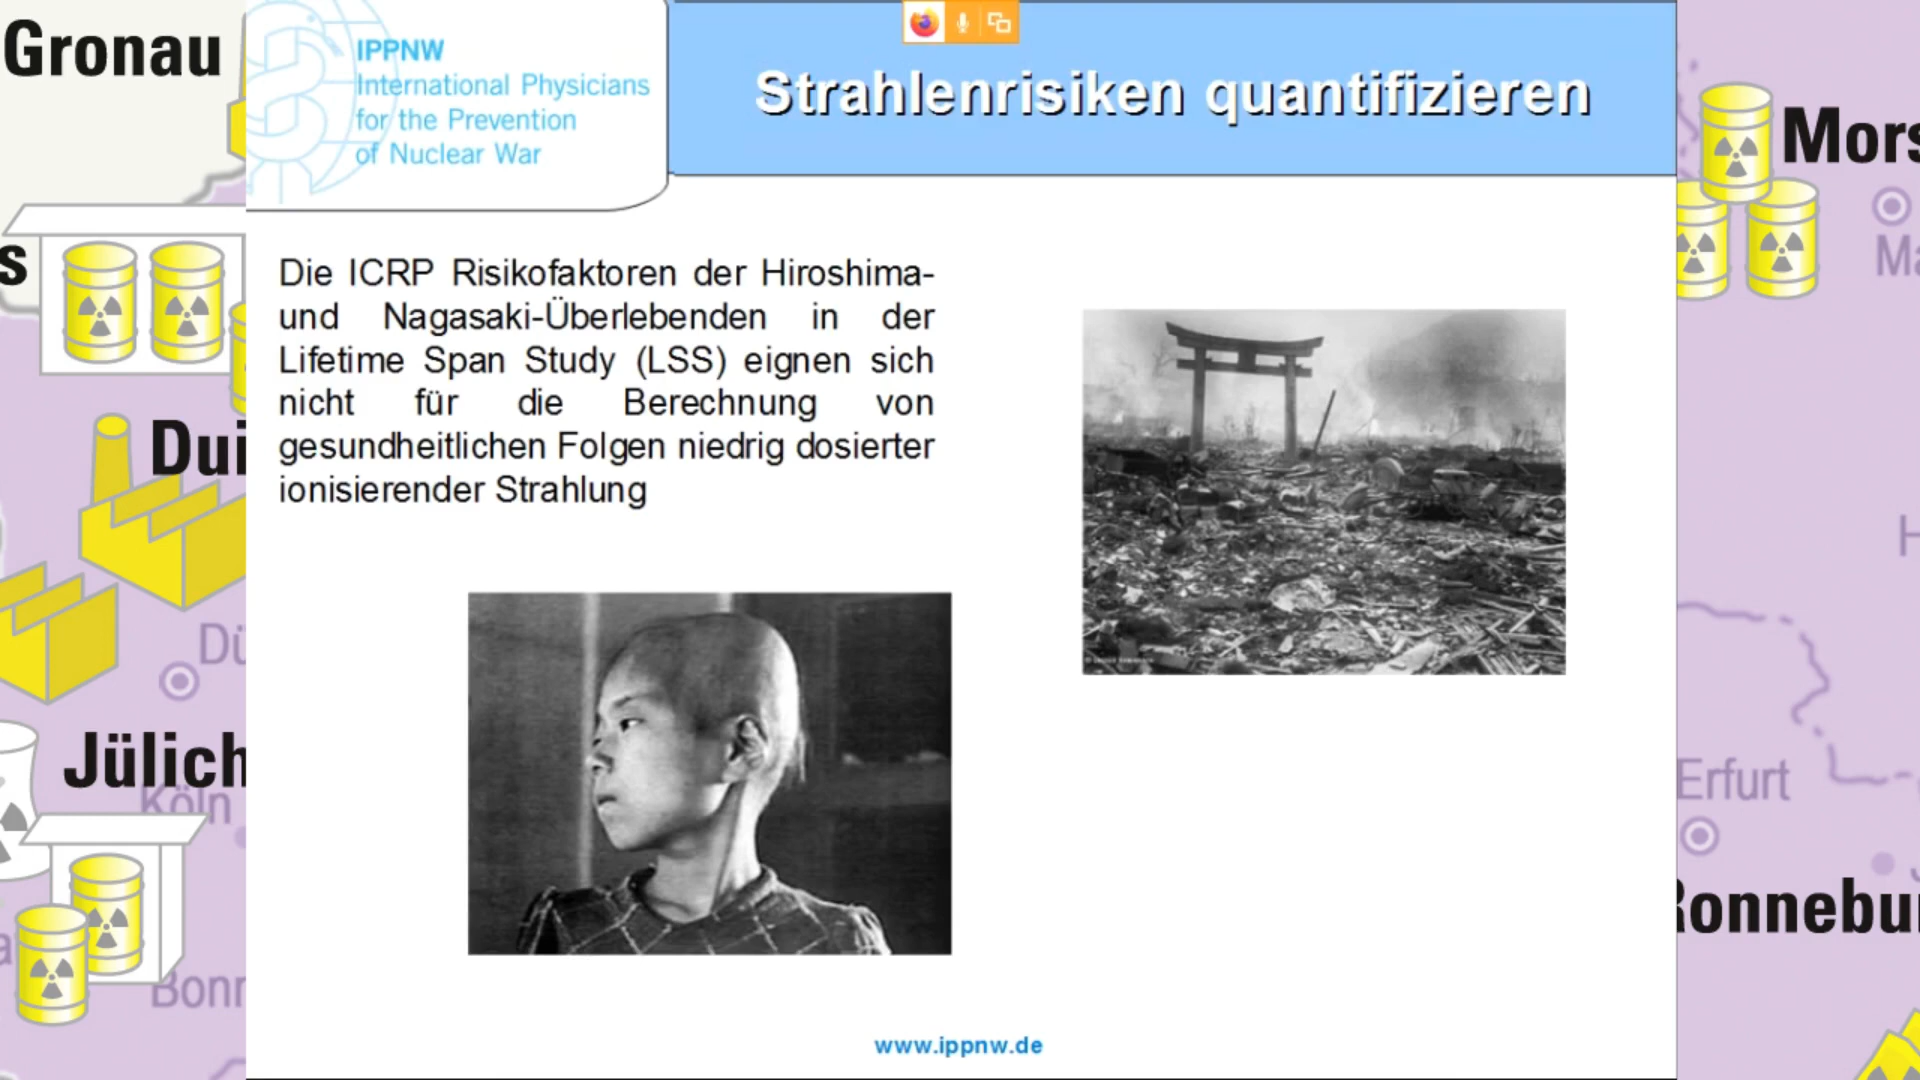 Gronau
IPPNW
International Physicians
for the Prevention
of Nuclear War
Strahlenrisiken quantifizieren
Mors
Ma
s
Die ICRP Risikofaktoren der Hiroshima-
und Nagasaki-Überlebenden in der
Lifetime Span Study (LSS) eignen sich
nicht für die Berechnung von
gesundheitlichen Folgen niedrig dosierter
ionisierender Strahlung
Dui
H
Dü
Jülich
Köln
Erfurt
Ronnebu
Bonn
www.ippnw.de